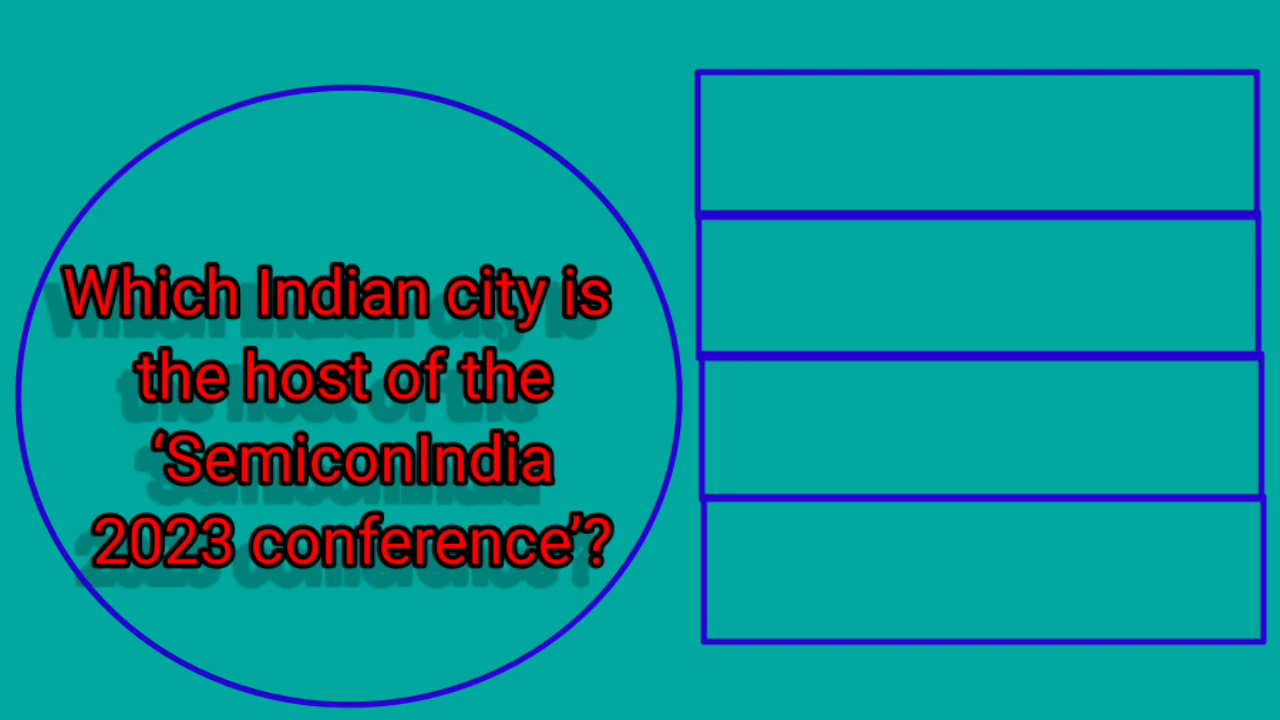 Which Indian city is
the host of the
‘SemiconIndia
2023 conference’?